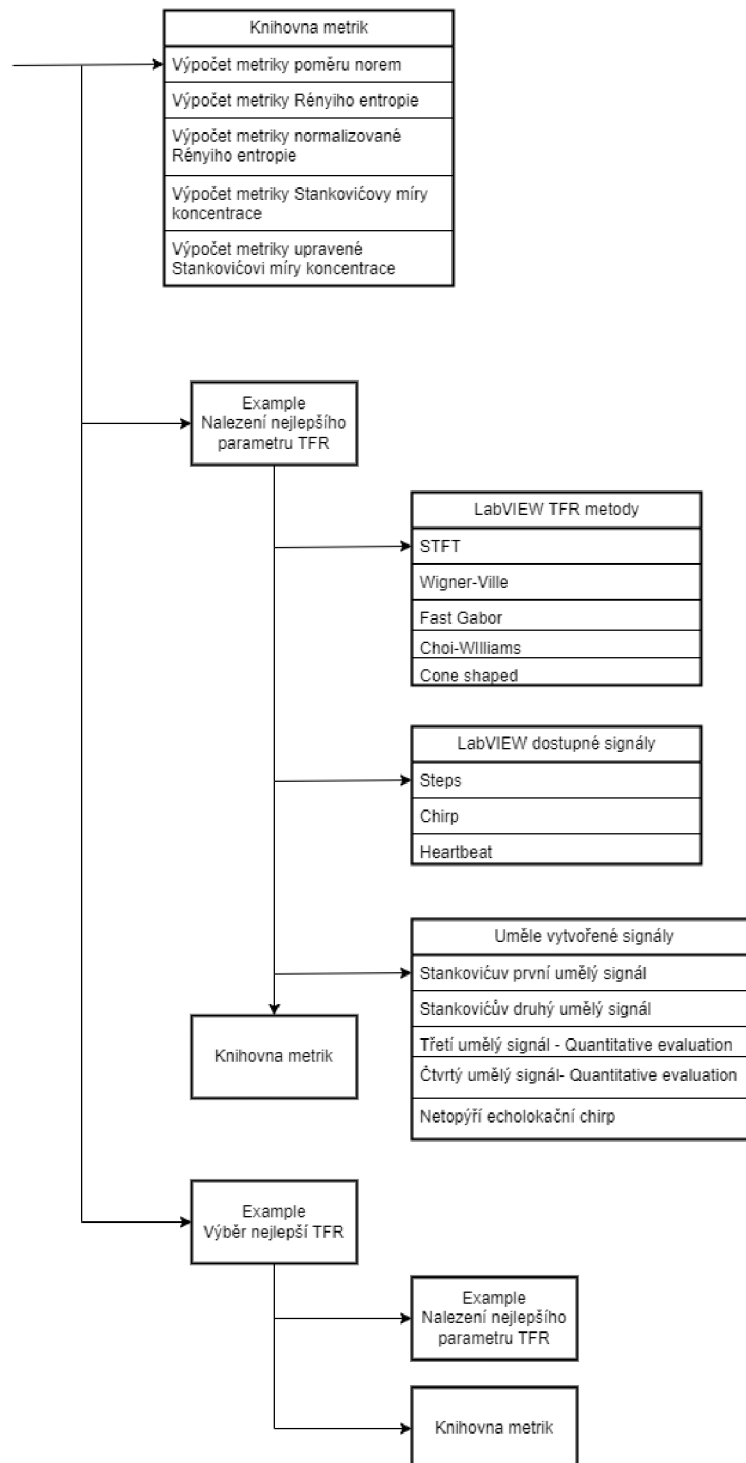 Knihovna metrik
Výpočet metriky poměru norem
Výpočet metriky Rényiho entropie
Výpočet metriky normalizované
Rényiho entropie
Výpočet metriky Stankovićovy míry
koncentrace
Výpočet metriky upravené
Stankovićovi míry koncentrace
Example
Nalezení nejlepšího
parametru TFR
LabVIEW TFR metody
STFT
Wigner-Ville
Fast Gabor
Choi-WIlliams
Cone shaped
LabVIEW dostupné signály
Steps
Chirp
Heartbeat
Uměle vytvořené signály
Stankovićuv první umělý signál
Stankovićův druhý umělý signál
Třetí umělý signál - Quantitative evaluation
Čtvrtý umělý signál- Quantitative evaluation
Netopýří echolokační chirp
Knihovna metrik
Example
Výběr nejlepší TFR
Example
Nalezení nejlepšího
parametru TFR
Knihovna metrik